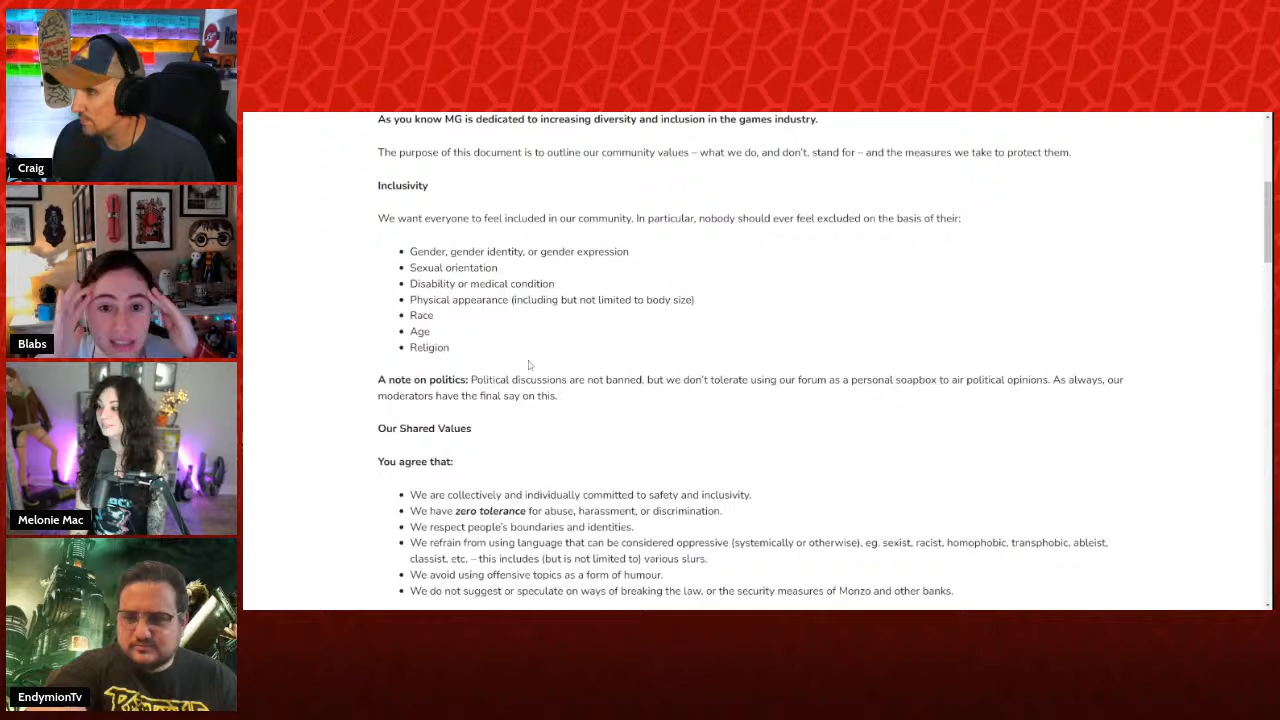 Craig
Blabs
Melonie Mac
EndymionTv
As you know MG is dedicated to increasing diversity and inclusion in the games industry.
The purpose of this document is to outline our community values – what we do, and don't, stand for – and the measures we take to protect them.
Inclusivity
We want everyone to feel included in our community. In particular, nobody should ever feel excluded on the basis of their:
• Gender, gender identity, or gender expression
• Sexual orientation
• Disability or medical condition
• Physical appearance (including but not limited to body size)
• Race
• Age
• Religion
A note on politics: Political discussions are not banned, but we don't tolerate using our forum as a personal soapbox to air political opinions. As always, our
moderators have the final say on this.
Our Shared Values
You agree that:
• We are collectively and individually committed to safety and inclusivity.
• We have zero tolerance for abuse, harassment, or discrimination.
• We respect people's boundaries and identities.
• We refrain from using language that can be considered oppressive (systemically or otherwise), eg. sexist, racist, homophobic, transphobic, ableist,
classist, etc. – this includes (but is not limited to) various slurs.
• We avoid using offensive topics as a form of humour.
• We do not suggest or speculate on ways of breaking the law, or the security measures of Monzo and other banks.